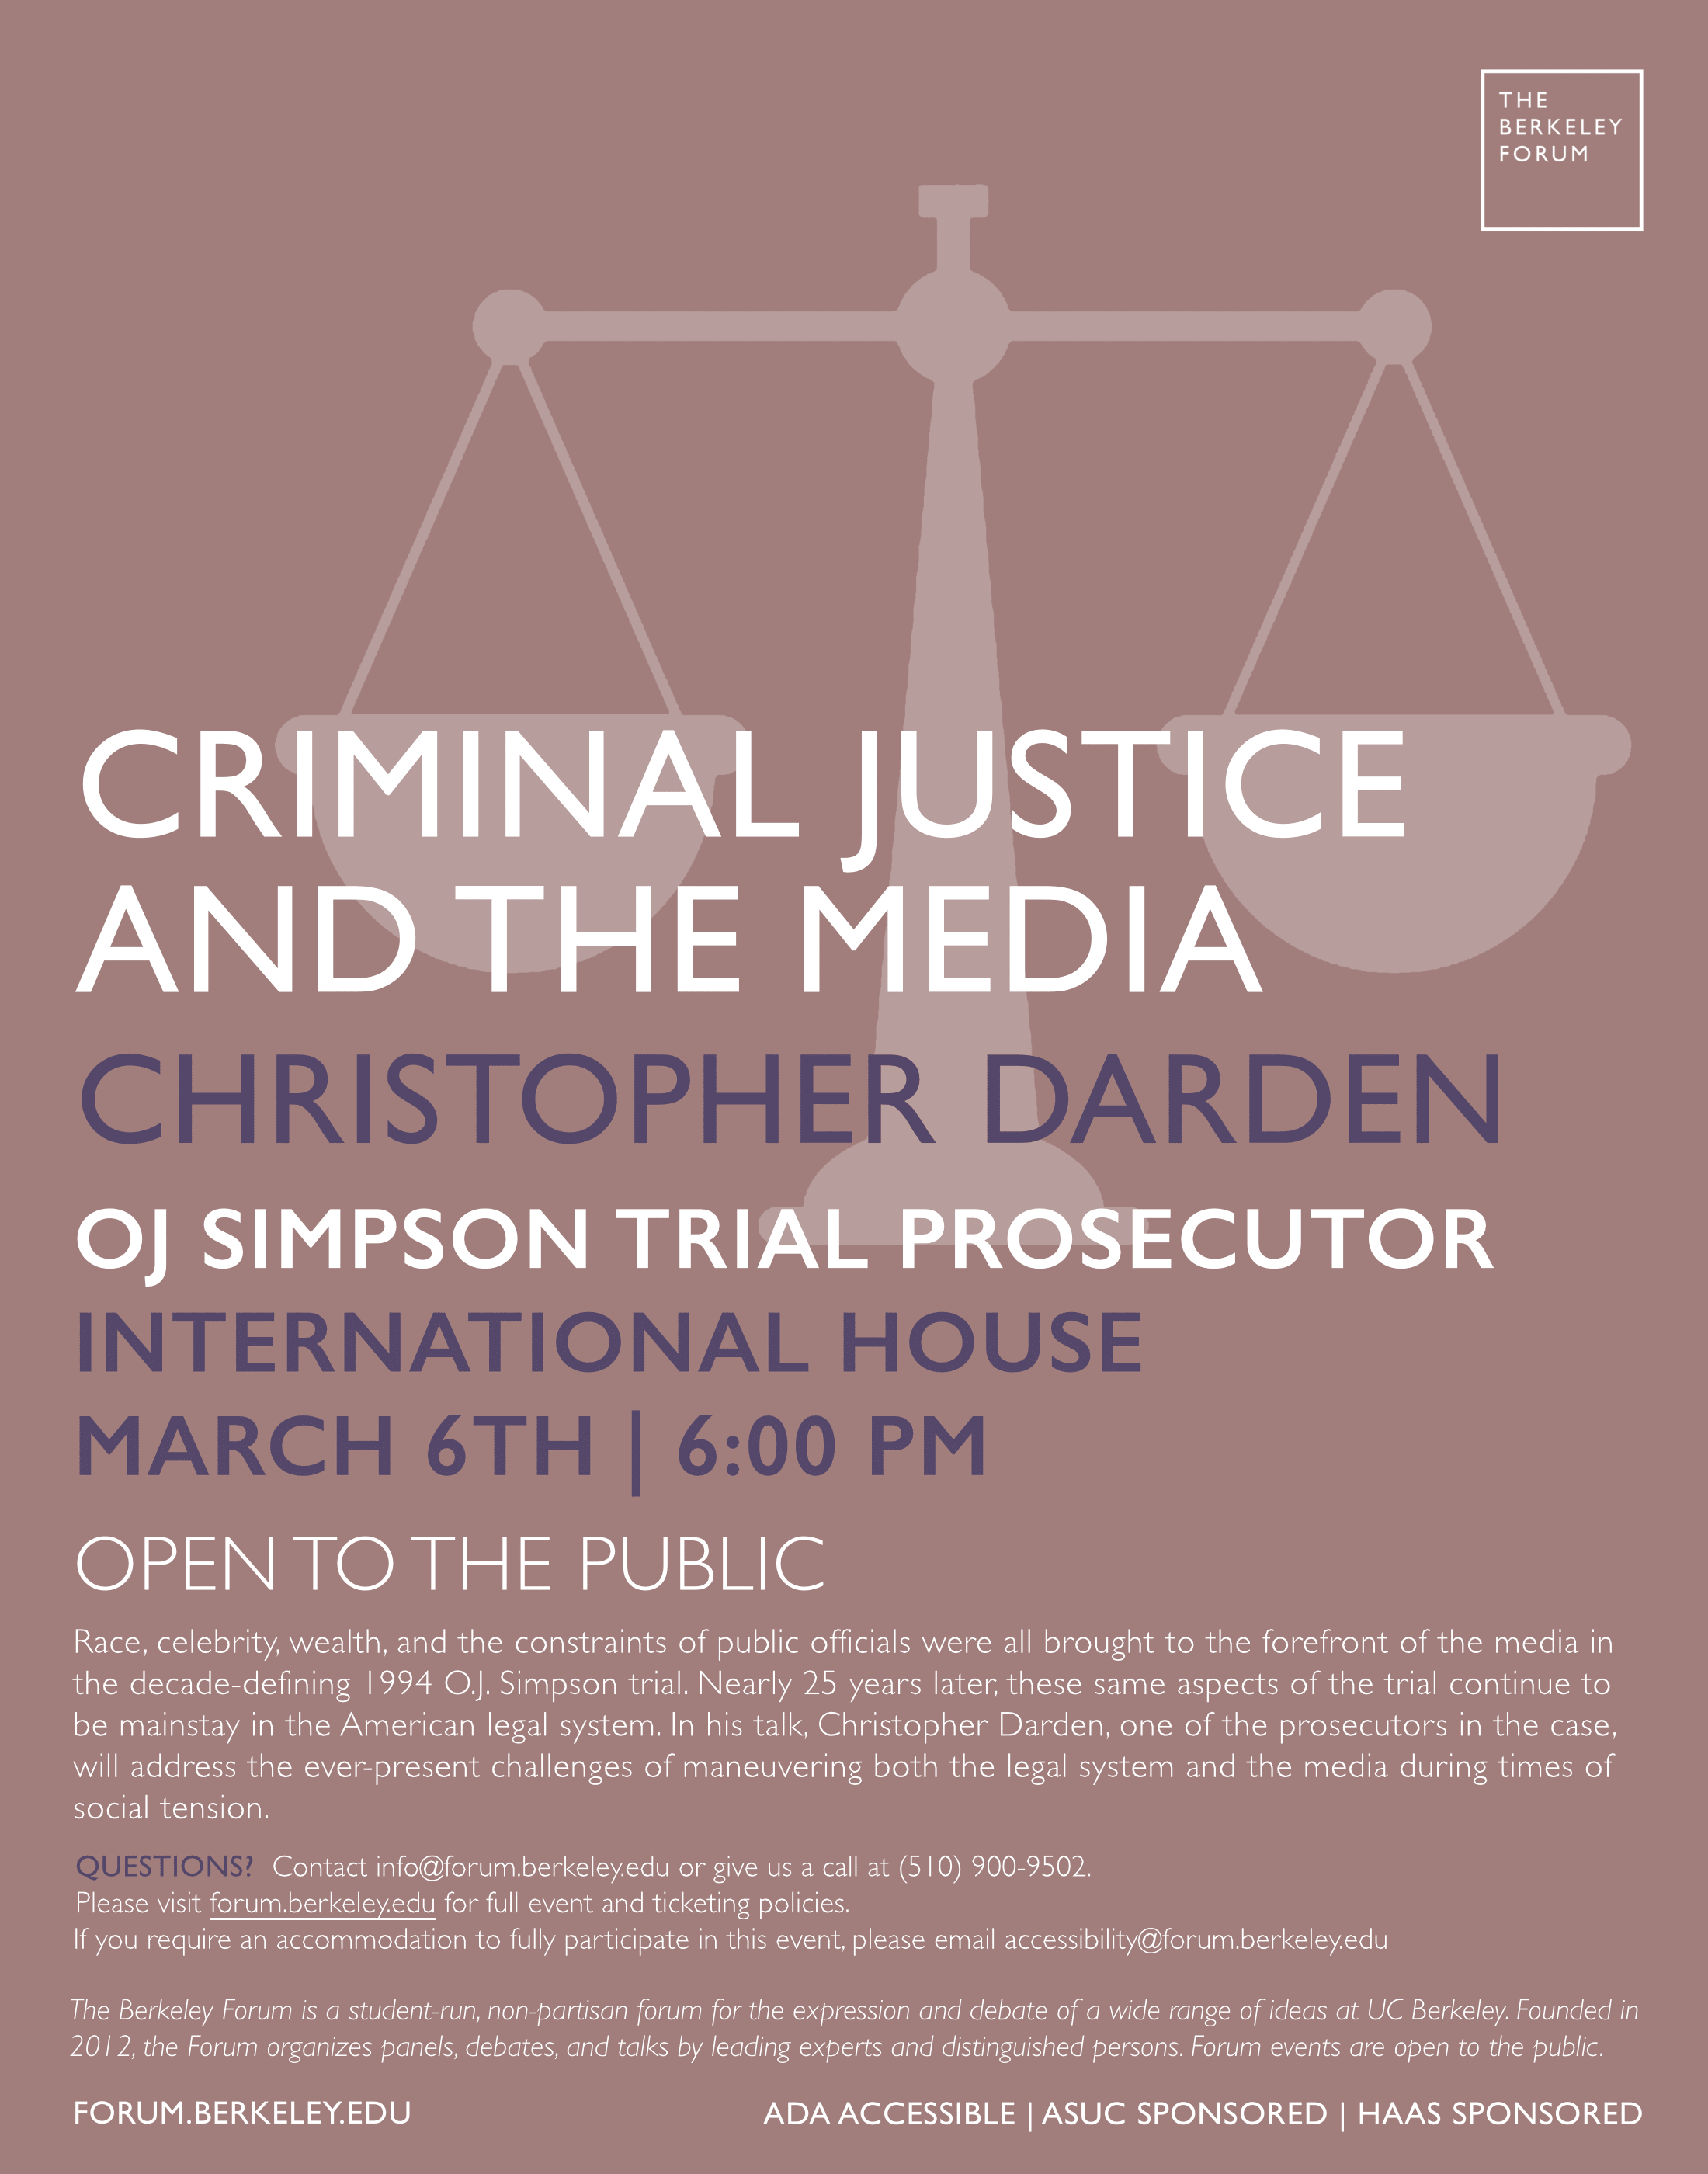 THE
BERKELEY
FORUM
CRIMINAL JUSTICE
AND THE MEDIA
CHRISTOPHER DARDEN
OJ SIMPSON TRIAL PROSECUTOR
INTERNATIONAL HOUSE
MARCH 6TH | 6:00 PM
OPEN TO THE PUBLIC
Race, celebrity, wealth, and the constraints of public officials were all brought to the forefront of the media in
the decade-defining 1994 O.J. Simpson trial. Nearly 25 years later, these same aspects of the trial continue to
be mainstay in the American legal system. In his talk, Christopher Darden, one of the prosecutors in the case,
will address the ever-present challenges of maneuvering both the legal system and the media during times of
social tension.
QUESTIONS? Contact info@forum.berkeley.edu or give us a call at (510) 900-9502.
Please visit forum.berkeley.edu for full event and ticketing policies.
If you require an accommodation to fully participate in this event, please email accessibility@forum.berkeley.edu
The Berkeley Forum is a student-run, non-partisan forum for the expression and debate of a wide range of ideas at UC Berkeley. Founded in
2012, the Forum organizes panels, debates, and talks by leading experts and distinguished persons. Forum events are open to the public.
FORUM.BERKELEY.EDU
ADA ACCESSIBLE | ASUC SPONSORED | HAAS SPONSORED